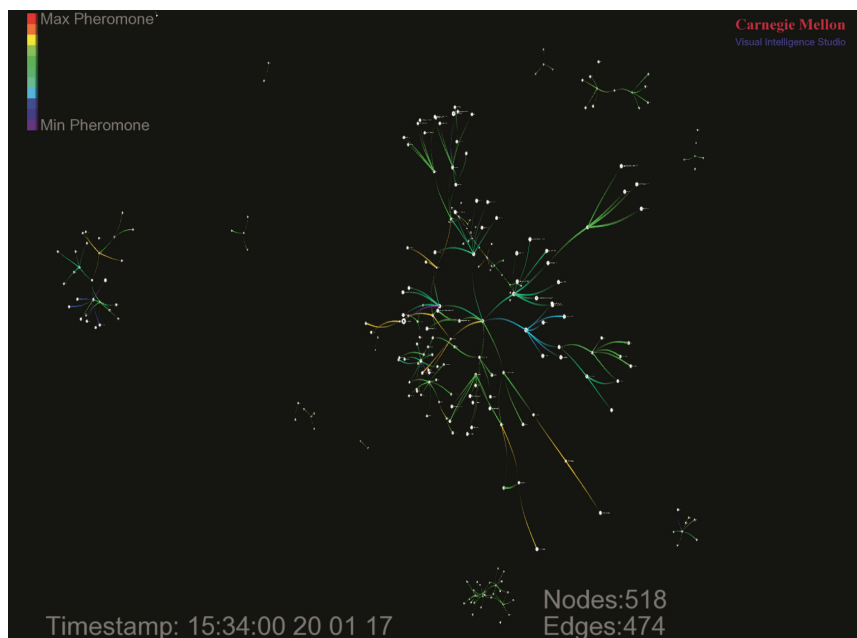 Max Pheromone
Carnegie Mellon
Visual Intelligence Studio
Min Pheromone
Nodes:518
Timestamp: 15:34:00 20 01 17
Edges:474